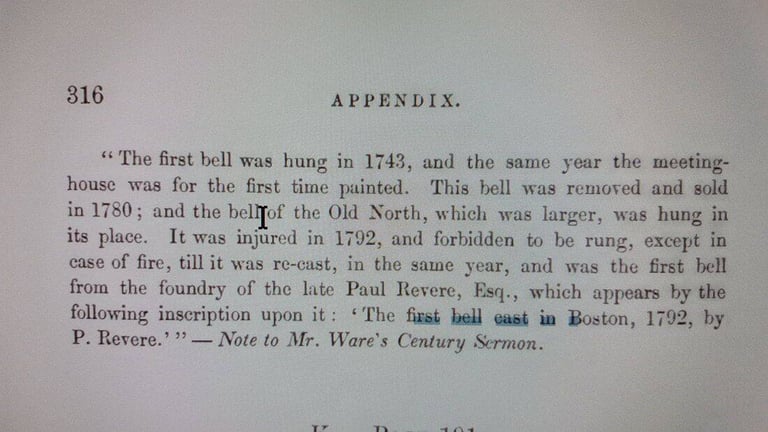 316
APPENDIX.
“The first bell was hung in 1743, and the same year the meeting-
house was for the first time painted. This bell was removed and sold
in 1780; and the bell of the Old North, which was larger, was hung in
its place. It was injured in 1792, and forbidden to be rung, except in
case of fire, till it was re-cast, in the same year, and was the first bell
from the foundry of the late Paul Revere, Esq., which appears by the
following inscription upon it: ‘The first bell cast in Boston, 1792, by
P. Revere.’” — Note to Mr. Ware's Century Sermon.